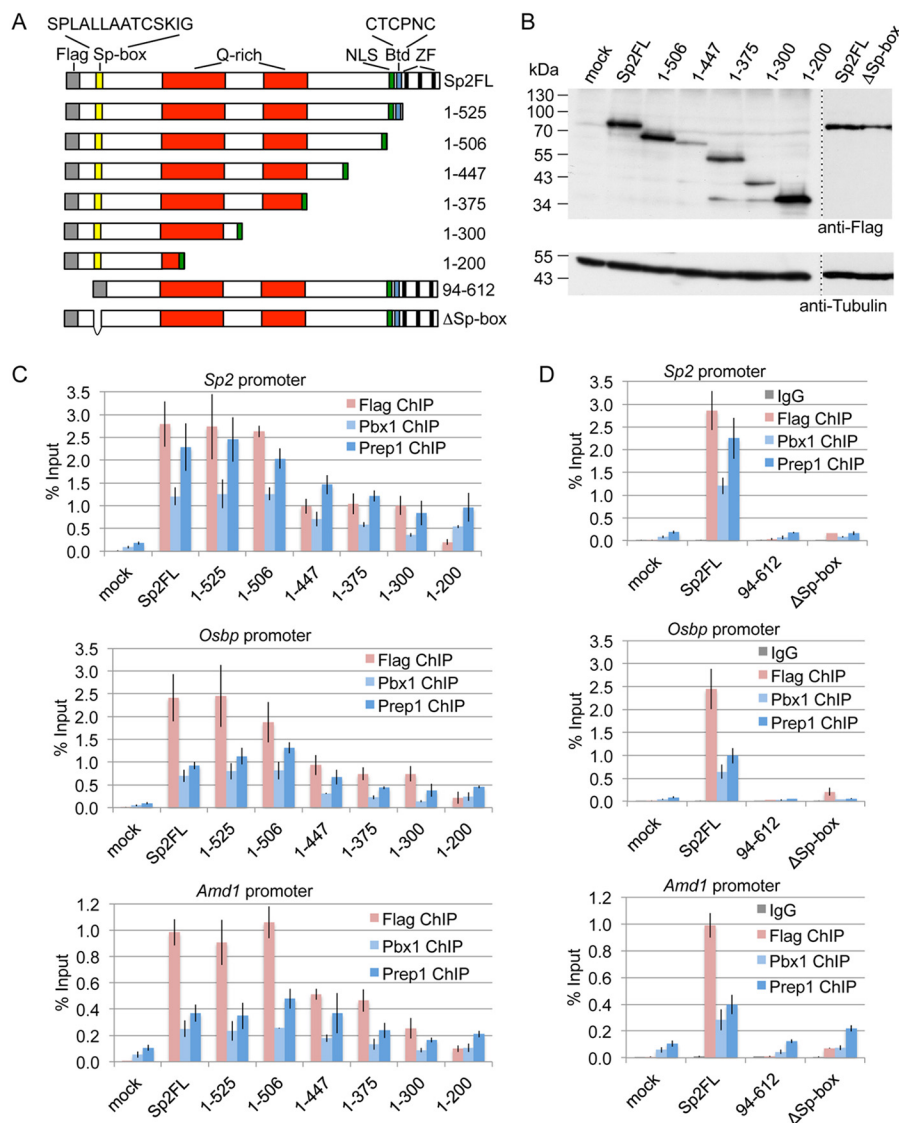 A
SPLALLAATCSKIG
CTCPNC
Flag Sp-box
Q-rich
NLS Btd ZF
Sp2FL
1-525
1-506
1-447
1-375
1-300
1-200
94-612
ΔSp-box
B
kDa
mock
Sp2FL
1-506
1-447
1-375
1-300
1-200
Sp2FL
ΔSp-box
130
100
70
55
43
34
anti-Flag
55
43
anti-Tubulin
C
Sp2 promoter
% Input
3.5
3.0
2.5
2.0
1.5
1.0
0.5
0.0
Flag ChIP
Pbx1 ChIP
Prep1 ChIP
mock
Sp2FL
1-525
1-506
1-447
1-375
1-300
1-200
Osbp promoter
% Input
3.5
3.0
2.5
2.0
1.5
1.0
0.5
0.0
Flag ChIP
Pbx1 ChIP
Prep1 ChIP
mock
Sp2FL
1-525
1-506
1-447
1-375
1-300
1-200
Amd1 promoter
% Input
1.2
1.0
0.8
0.6
0.4
0.2
0.0
Flag ChIP
Pbx1 ChIP
Prep1 ChIP
mock
Sp2FL
1-525
1-506
1-447
1-375
1-300
1-200
D
Sp2 promoter
% Input
3.5
3.0
2.5
2.0
1.5
1.0
0.5
0.0
IgG
Flag ChIP
Pbx1 ChIP
Prep1 ChIP
mock
Sp2FL
94-612
ΔSp-box
Osbp promoter
% Input
3.5
3.0
2.5
2.0
1.5
1.0
0.5
0.0
IgG
Flag ChIP
Pbx1 ChIP
Prep1 ChIP
mock
Sp2FL
94-612
ΔSp-box
Amd1 promoter
% Input
1.2
1.0
0.8
0.6
0.4
0.2
0.0
IgG
Flag ChIP
Pbx1 ChIP
Prep1 ChIP
mock
Sp2FL
94-612
ΔSp-box